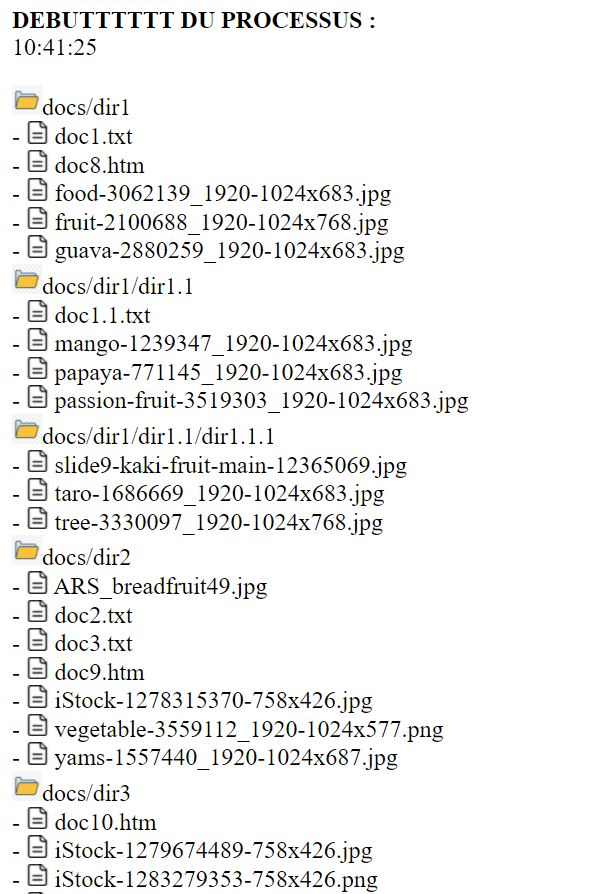 DEBUTTTTTT DU PROCESSUS :
10:41:25
docs/dir1
- doc1.txt
- doc8.htm
- food-3062139_1920-1024x683.jpg
- fruit-2100688_1920-1024x768.jpg
- guava-2880259_1920-1024x683.jpg
docs/dir1/dir1.1
- doc1.1.txt
- mango-1239347_1920-1024x683.jpg
- papaya-771145_1920-1024x683.jpg
- passion-fruit-3519303_1920-1024x683.jpg
docs/dir1/dir1.1/dir1.1.1
- slide9-kaki-fruit-main-12365069.jpg
- taro-1686669_1920-1024x683.jpg
- tree-3330097_1920-1024x768.jpg
docs/dir2
- ARS_breadfruit49.jpg
- doc2.txt
- doc3.txt
- doc9.htm
- iStock-1278315370-758x426.jpg
- vegetable-3559112_1920-1024x577.png
- yams-1557440_1920-1024x687.jpg
docs/dir3
- doc10.htm
- iStock-1279674489-758x426.jpg
- iStock-1283279353-758x426.png